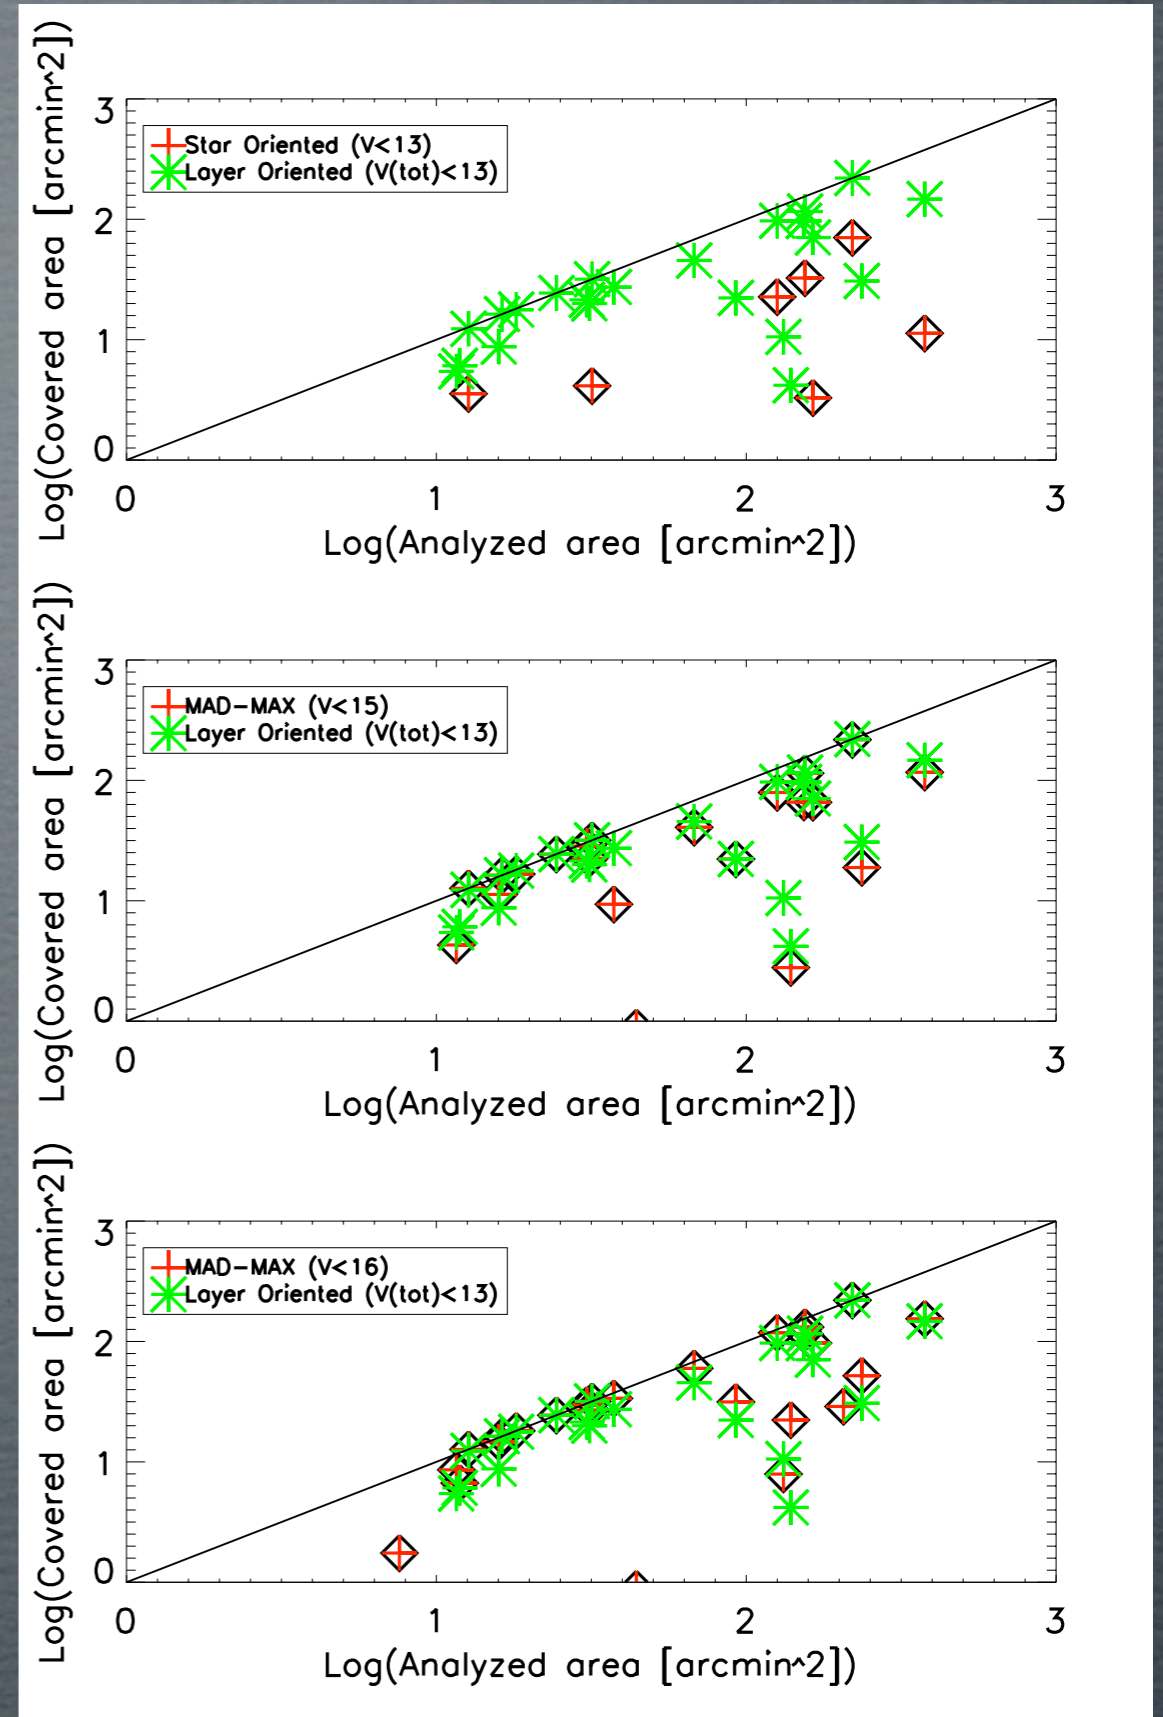 Log(Covered area [arcmin^2])
3
2
1
0
Star Oriented (V<13)
Layer Oriented (V(tot)<13)
0 1 2 3
Log(Analyzed area [arcmin^2])
Log(Covered area [arcmin^2])
3
2
1
0
MAD-MAX (V<15)
Layer Oriented (V(tot)<13)
0 1 2 3
Log(Analyzed area [arcmin^2])
Log(Covered area [arcmin^2])
3
2
1
0
MAD-MAX (V<16)
Layer Oriented (V(tot)<13)
0 1 2 3
Log(Analyzed area [arcmin^2])